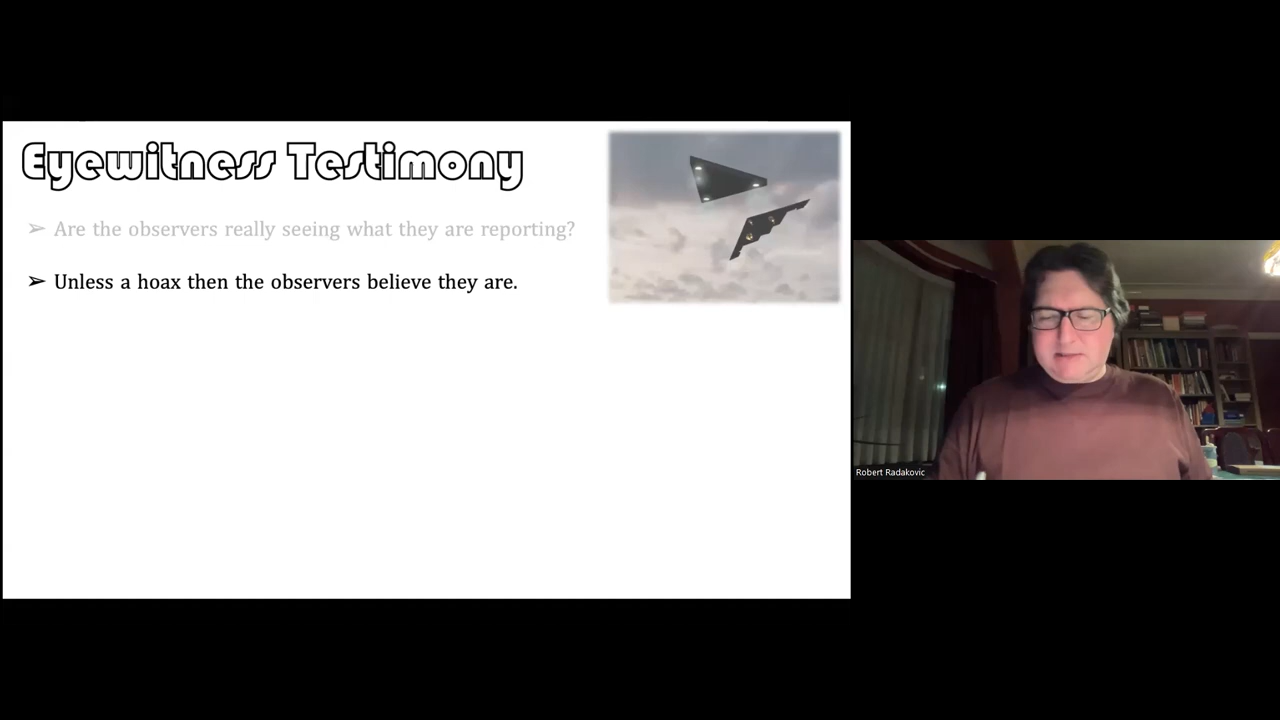 Eyewitness Testimony
➢ Are the observers really seeing what they are reporting?
➢ Unless a hoax then the observers believe they are.
Robert Radakovic